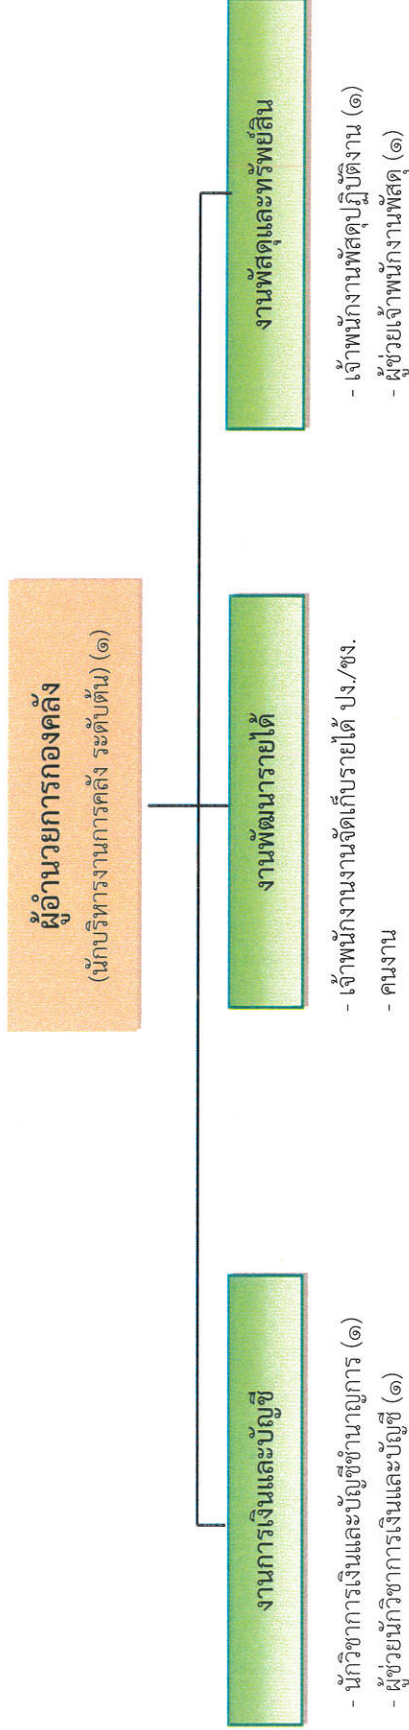 ผู้อำนวยการกองคลัง
(นักบริหารงานการคลัง ระดับต้น) (๑)
งานการเงินและบัญชี
- นักวิชาการเงินและบัญชีชำนาญการ (๑)
- ผู้ช่วยนักวิชาการเงินและบัญชี (๑)
งานพัฒนารายได้
- เจ้าพนักงานงานจัดเก็บรายได้ ปง./ชง.
- คนงาน
งานพัสดุและทรัพย์สิน
- เจ้าพนักงานพัสดุปฏิบัติงาน (๑)
- ผู้ช่วยเจ้าพนักงานพัสดุ (๑)